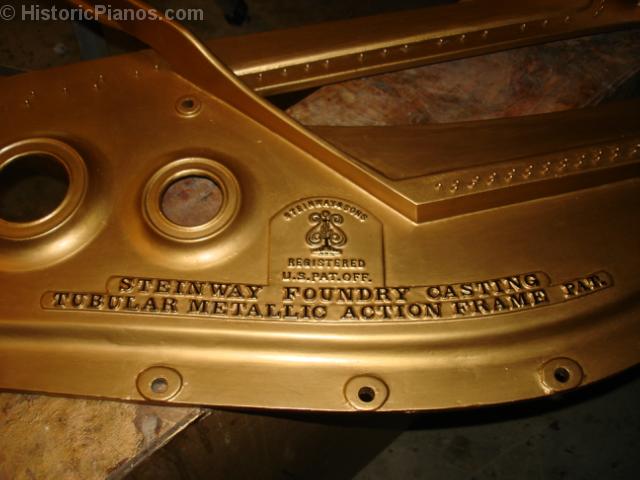 © HistoricPianos.com
STEINWAY & SONS
REGISTERED
U.S. PAT. OFF.
STEINWAY FOUNDRY CASTING
TUBULAR METALLIC ACTION FRAME PAT.